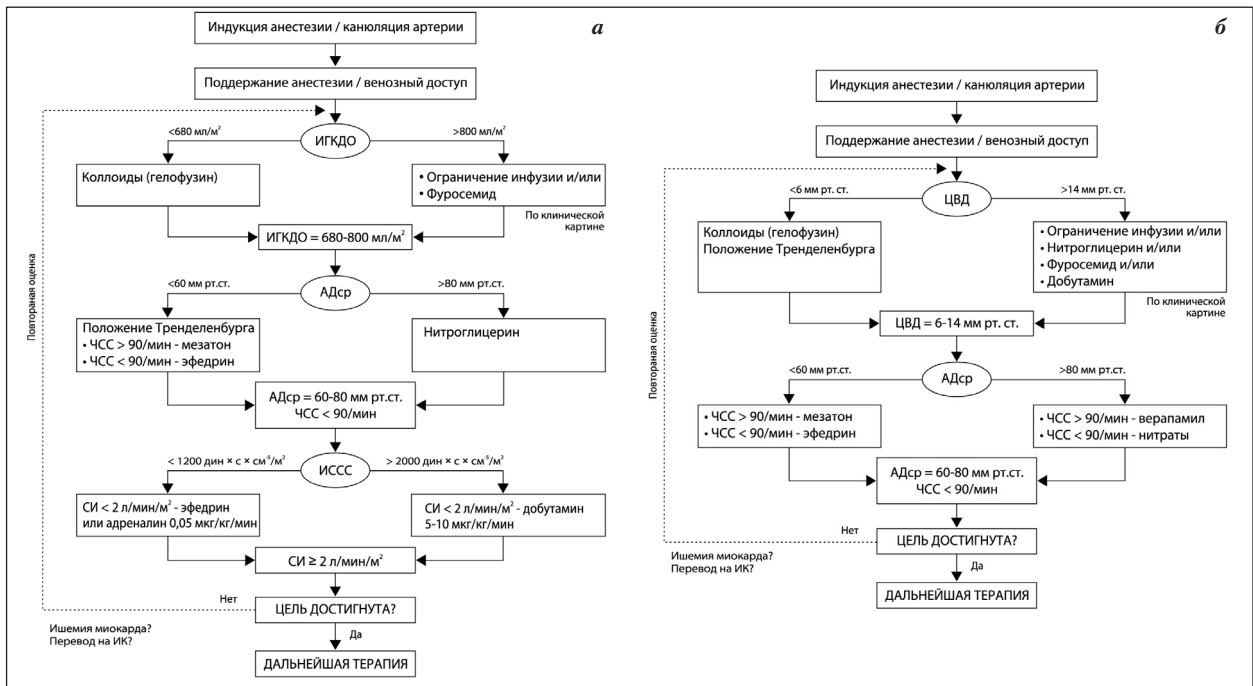 а
Индукция анестезии / канюляция артерии
Поддержание анестезии / венозный доступ
<680 мл/м²
ИГКДО
>800 мл/м²
Коллоиды (гелофузин)
• Ограничение инфузии и/или
• Фуросемид
По клинической
картине
ИГКДО = 680-800 мл/м²
<60 мм рт.ст.
АДср
>80 мм рт.ст.
Положение Тренделенбурга
• ЧСС > 90/мин - мезатон
• ЧСС < 90/мин - эфедрин
Нитроглицерин
АДср = 60-80 мм рт.ст.
ЧСС < 90/мин
< 1200 дин × с × см⁻⁵/м²
ИССС
> 2000 дин × с × см⁻⁵/м²
СИ < 2 л/мин/м² - эфедрин
или адреналин 0,05 мкг/кг/мин
СИ < 2 л/мин/м² - добутамин
5-10 мкг/кг/мин
СИ ≥ 2 л/мин/м²
Нет
ЦЕЛЬ ДОСТИГНУТА?
Ишемия миокарда?
Перевод на ИК?
Да
ДАЛЬНЕЙШАЯ ТЕРАПИЯ
Повтораная оценка
б
Индукция анестезии / канюляция артерии
Поддержание анестезии / венозный доступ
<6 мм рт. ст.
ЦВД
>14 мм рт. ст.
Коллоиды (гелофузин)
Положение Тренделенбурга
• Ограничение инфузии и/или
• Нитроглицерин и/или
• Фуросемид и/или
• Добутамин
По клинической
картине
ЦВД = 6-14 мм рт. ст.
<60 мм рт.ст.
АДср
>80 мм рт.ст.
• ЧСС > 90/мин - мезатон
• ЧСС < 90/мин - эфедрин
• ЧСС > 90/мин - верапамил
• ЧСС < 90/мин - нитраты
АДср = 60-80 мм рт.ст.
ЧСС < 90/мин
Нет
ЦЕЛЬ ДОСТИГНУТА?
Ишемия миокарда?
Перевод на ИК?
Да
ДАЛЬНЕЙШАЯ ТЕРАПИЯ
Повтораная оценка